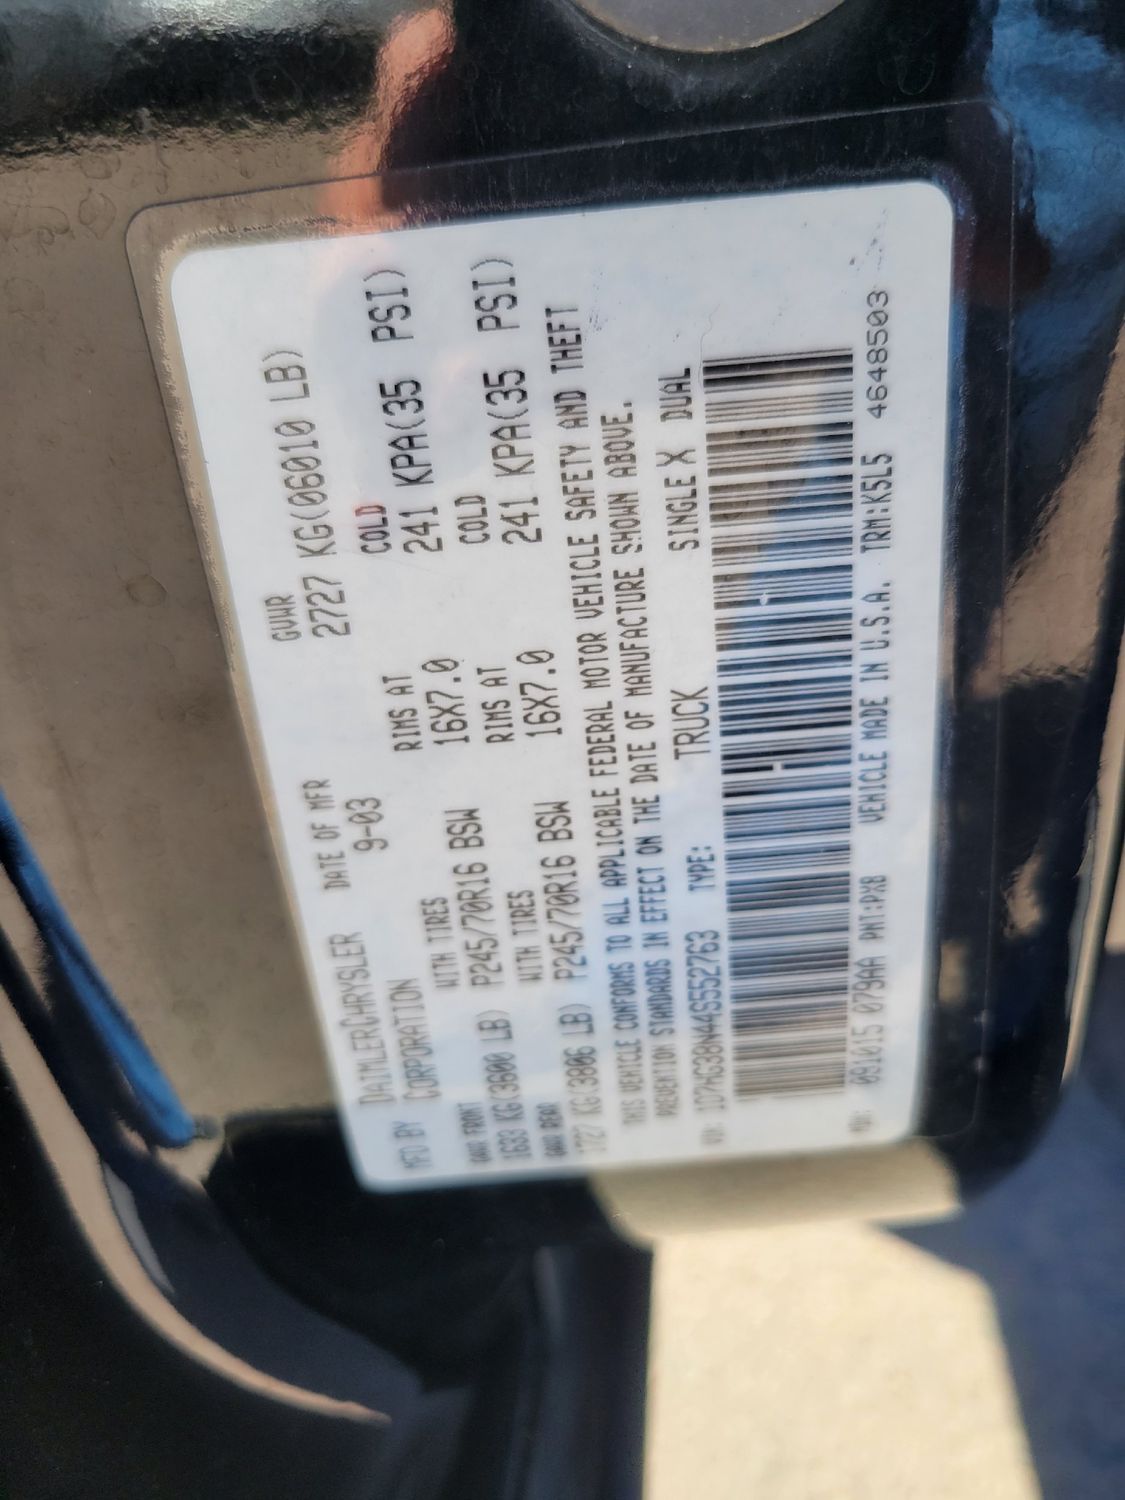 MFD BY DAIMLERCHRYSLER CORPORATION
DATE OF MFR 9-03
GVWR 2727 KG(06010 LB)
GAWR FRONT 1633 KG(3600 LB)
WITH TIRES P245/70R16 BSW
RIMS AT 16X7.0
COLD 241 KPA(35 PSI)
GAWR REAR 1727 KG(3806 LB)
WITH TIRES P245/70R16 BSW
RIMS AT 16X7.0
COLD 241 KPA(35 PSI)
THIS VEHICLE CONFORMS TO ALL APPLICABLE FEDERAL MOTOR VEHICLE SAFETY AND THEFT
PREVENTION STANDARDS IN EFFECT ON THE DATE OF MANUFACTURE SHOWN ABOVE.
1D7HG38N44S552763 TYPE: TRUCK SINGLE X DUAL
MDH: 091015 079AA PNT:PXB VEHICLE MADE IN U.S.A. TRM:K5L5 4648503